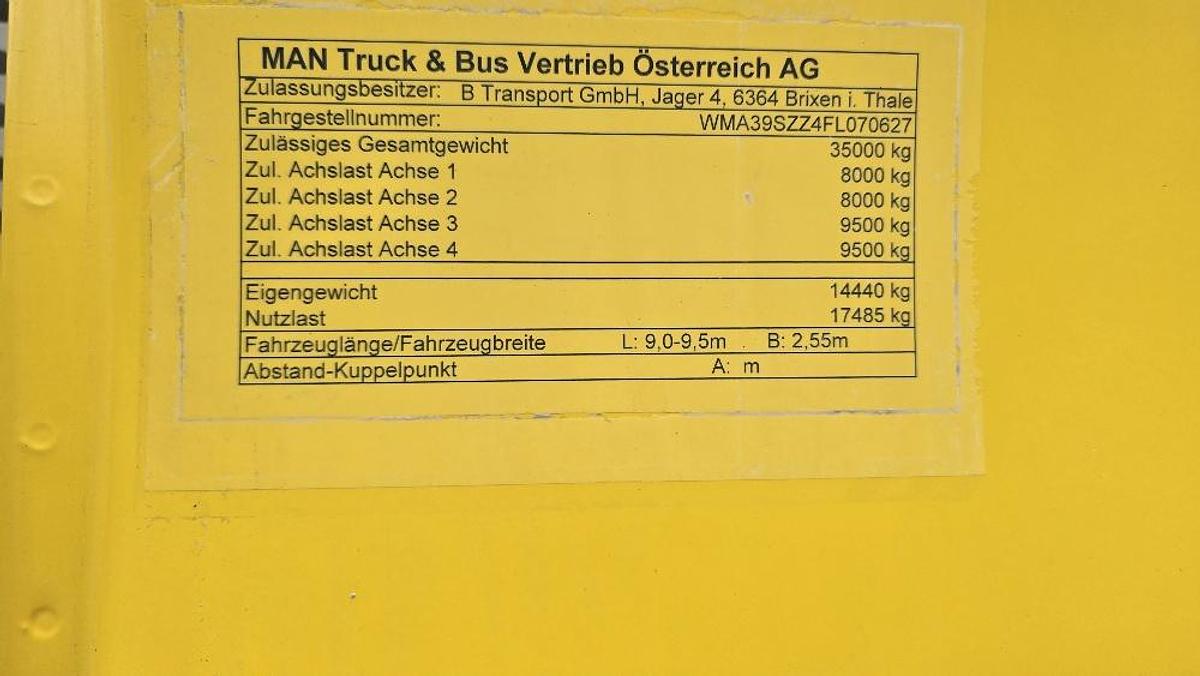 MAN Truck & Bus Vertrieb Österreich AG
Zulassungsbesitzer: B Transport GmbH, Jager 4, 6364 Brixen i. Thale
Fahrgestellnummer: WMA39SZZ4FL070627
Zulässiges Gesamtgewicht 35000 kg
Zul. Achslast Achse 1 8000 kg
Zul. Achslast Achse 2 8000 kg
Zul. Achslast Achse 3 9500 kg
Zul. Achslast Achse 4 9500 kg
Eigengewicht 14440 kg
Nutzlast 17485 kg
Fahrzeuglänge/Fahrzeugbreite L: 9,0-9,5m . B: 2,55m
Abstand-Kuppelpunkt A: m